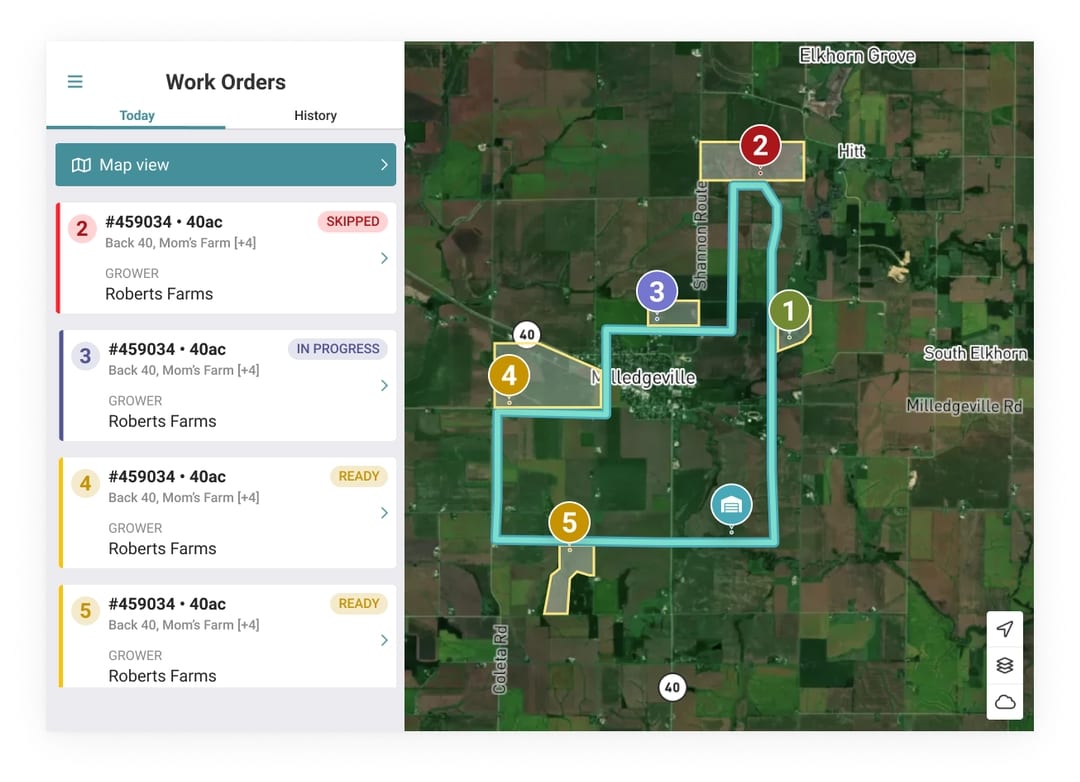 Work Orders
Today
History
Map view
2
#459034 • 40ac
SKIPPED
Back 40, Mom's Farm [+4]
GROWER
Roberts Farms
3
#459034 • 40ac
IN PROGRESS
Back 40, Mom's Farm [+4]
GROWER
Roberts Farms
4
#459034 • 40ac
READY
Back 40, Mom's Farm [+4]
GROWER
Roberts Farms
5
#459034 • 40ac
READY
Back 40, Mom's Farm [+4]
GROWER
Roberts Farms
Elkhorn Grove
2
Hitt
Shannon Route
3
1
40
South Elkhorn
4
Milledgeville
Milledgeville Rd
5
Coleta Rd
40